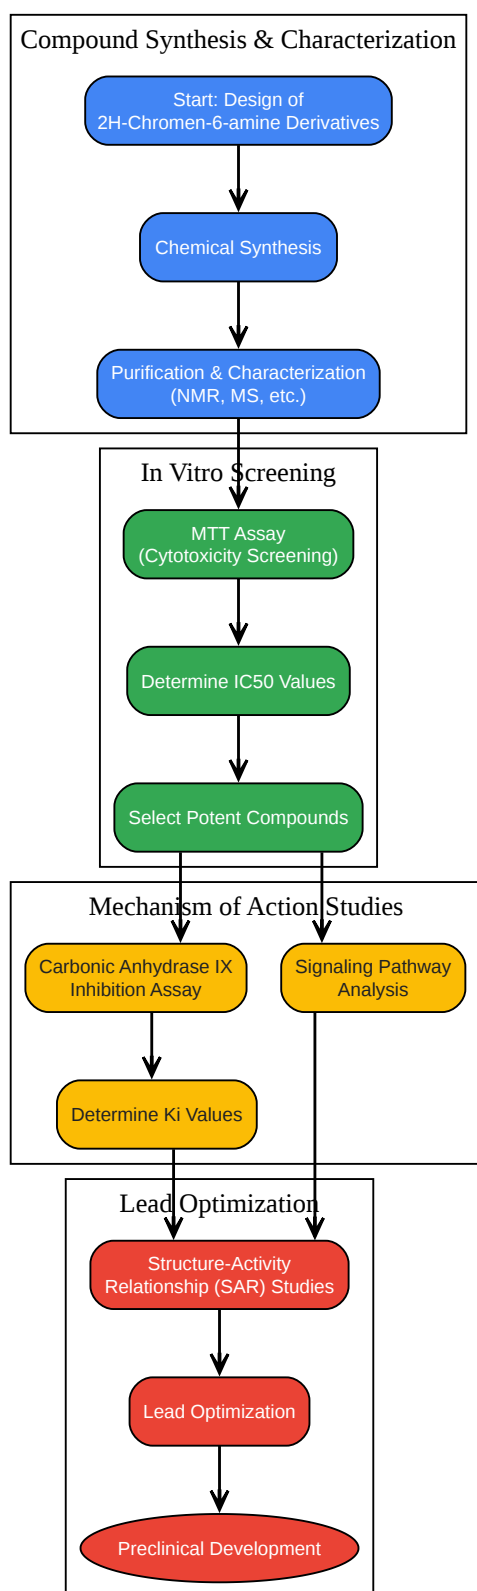 Compound Synthesis & Characterization
Start: Design of
2H-Chromen-6-amine Derivatives
Chemical Synthesis
Purification & Characterization
(NMR, MS, etc.)
In Vitro Screening
MTT Assay
(Cytotoxicity Screening)
Determine IC50 Values
Select Potent Compounds
Mechanism of Action Studies
Carbonic Anhydrase IX
Inhibition Assay
Signaling Pathway
Analysis
Determine Ki Values
Lead Optimization
Structure-Activity
Relationship (SAR) Studies
Lead Optimization
Preclinical Development